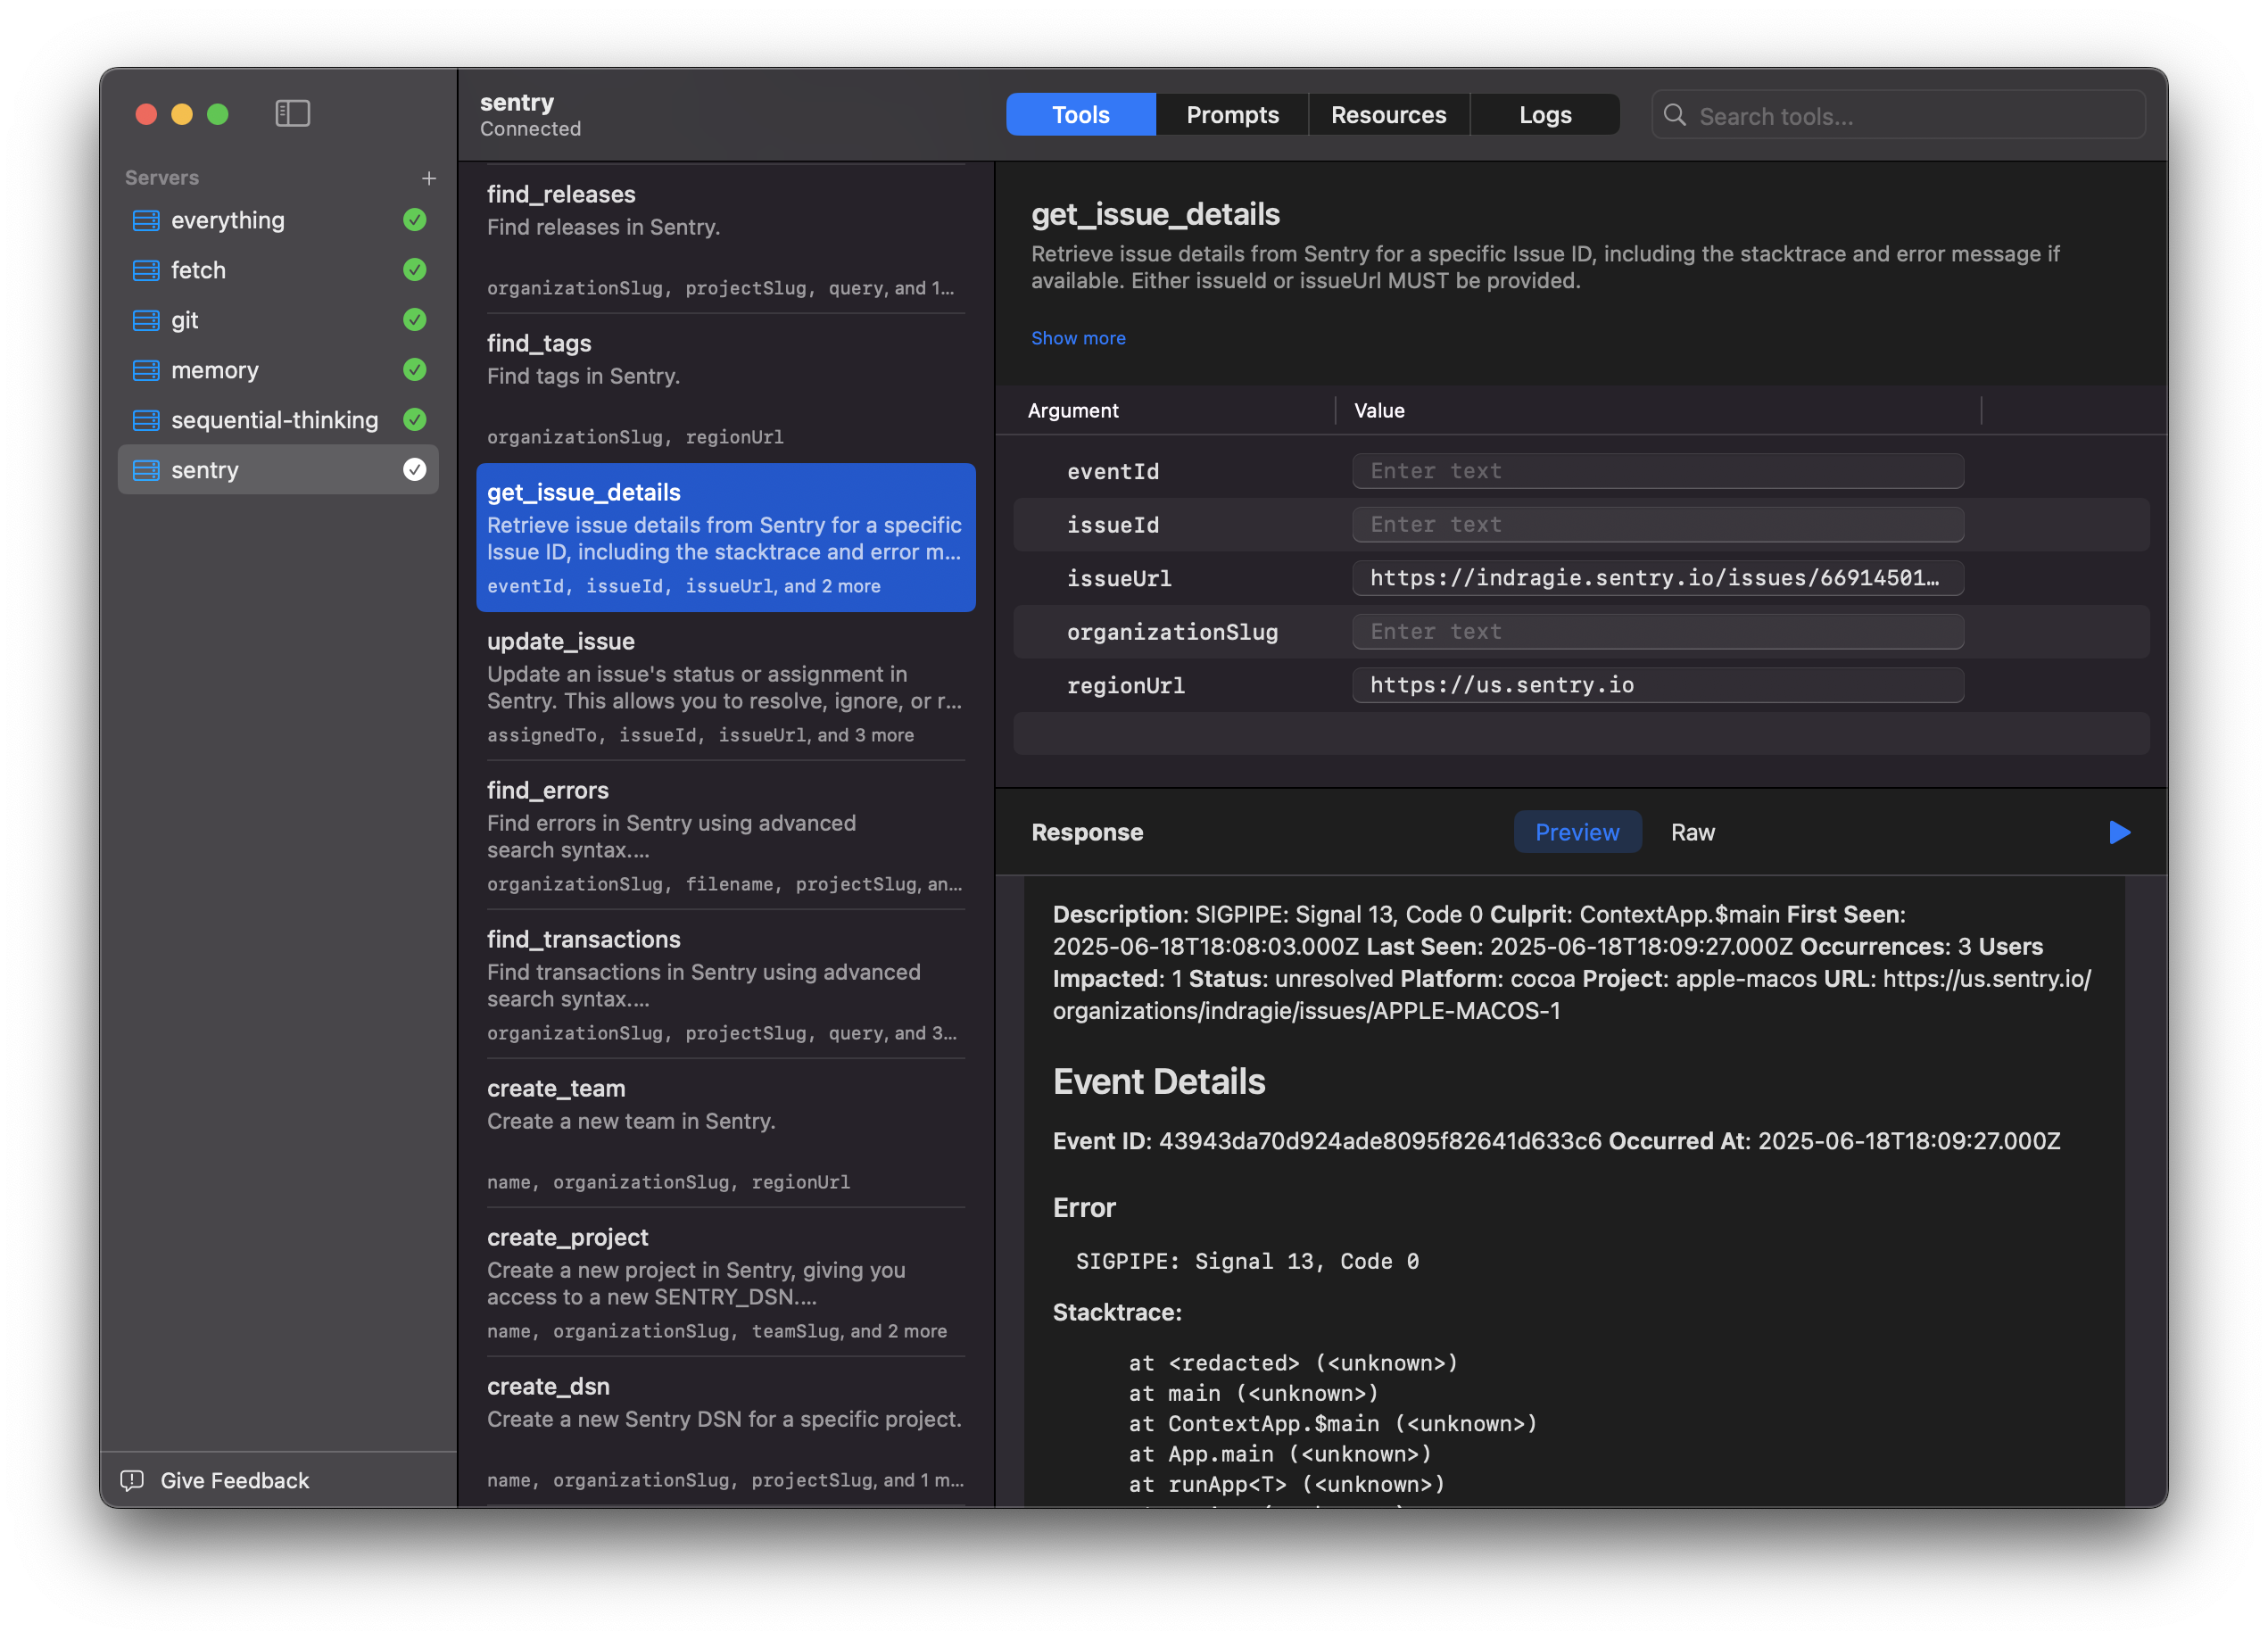 Servers
+
everything
fetch
git
memory
sequential-thinking
sentry
Give Feedback
sentry
Connected
Tools
Prompts
Resources
Logs
Search tools...
find_releases
Find releases in Sentry.
organizationSlug, projectSlug, query, and 1...
find_tags
Find tags in Sentry.
organizationSlug, regionUrl
get_issue_details
Retrieve issue details from Sentry for a specific
Issue ID, including the stacktrace and error m...
eventId, issueId, issueUrl, and 2 more
update_issue
Update an issue's status or assignment in
Sentry. This allows you to resolve, ignore, or r...
assignedTo, issueId, issueUrl, and 3 more
find_errors
Find errors in Sentry using advanced
search syntax....
organizationSlug, filename, projectSlug, an...
find_transactions
Find transactions in Sentry using advanced
search syntax....
organizationSlug, projectSlug, query, and 3...
create_team
Create a new team in Sentry.
name, organizationSlug, regionUrl
create_project
Create a new project in Sentry, giving you
access to a new SENTRY_DSN....
name, organizationSlug, teamSlug, and 2 more
create_dsn
Create a new Sentry DSN for a specific project.
name, organizationSlug, projectSlug, and 1 m...
get_issue_details
Retrieve issue details from Sentry for a specific Issue ID, including the stacktrace and error message if
available. Either issueId or issueUrl MUST be provided.
Show more
Argument Value
eventId Enter text
issueId Enter text
issueUrl https://indragie.sentry.io/issues/66914501...
organizationSlug Enter text
regionUrl https://us.sentry.io
Response
Preview
Raw
Description: SIGPIPE: Signal 13, Code 0 Culprit: ContextApp.$main First Seen:
2025-06-18T18:08:03.000Z Last Seen: 2025-06-18T18:09:27.000Z Occurrences: 3 Users
Impacted: 1 Status: unresolved Platform: cocoa Project: apple-macos URL: https://us.sentry.io/
organizations/indragie/issues/APPLE-MACOS-1
Event Details
Event ID: 43943da70d924ade8095f82641d633c6 Occurred At: 2025-06-18T18:09:27.000Z
Error
SIGPIPE: Signal 13, Code 0
Stacktrace:
at <redacted> (<unknown>)
at main (<unknown>)
at ContextApp.$main (<unknown>)
at App.main (<unknown>)
at runApp<T> (<unknown>)